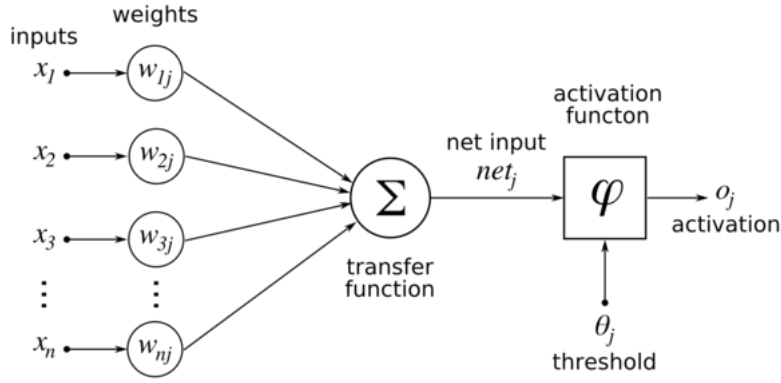 weights
inputs
x₁
w₁ⱼ
x₂
w₂ⱼ
x₃
w₃ⱼ
⋮
⋮
xₙ
wₙⱼ
Σ
transfer
function
net input
netⱼ
activation
functon
φ
oⱼ
activation
θⱼ
threshold